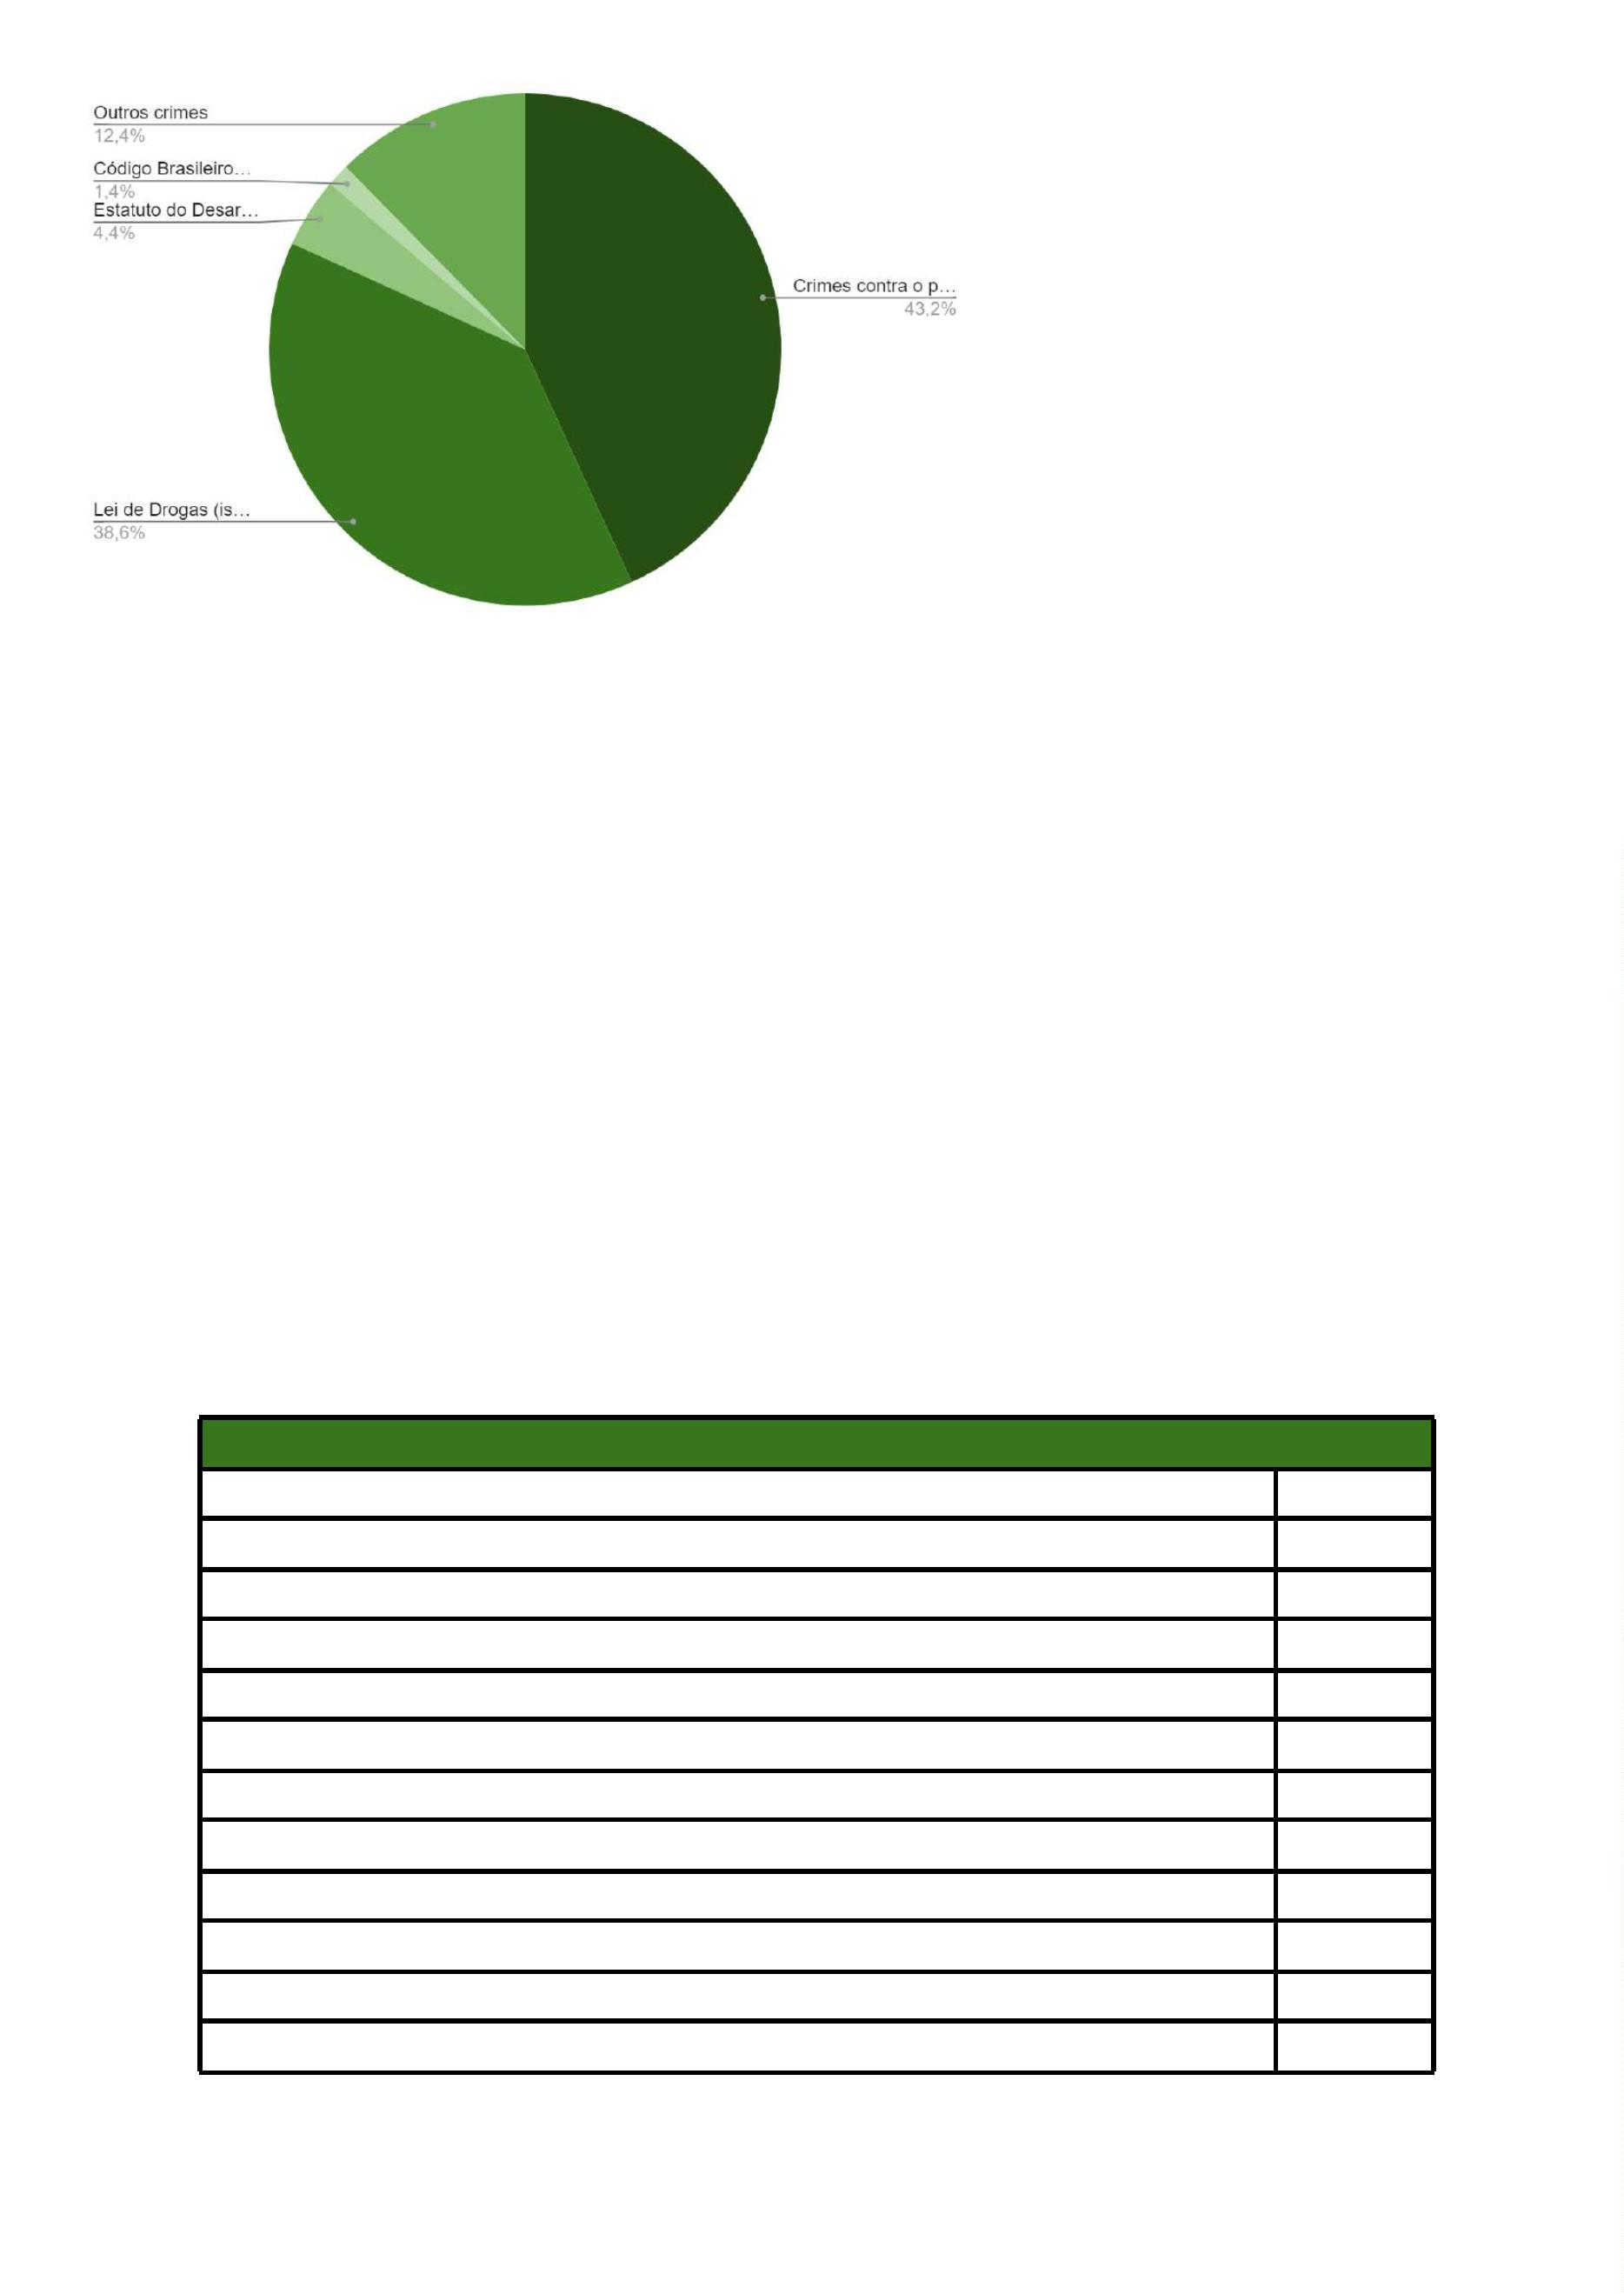 Outros crimes
12,4%
Código Brasileiro…
1,4%
Estatuto do Desar…
4,4%
Crimes contra o p…
43,2%
Lei de Drogas (is…
38,6%